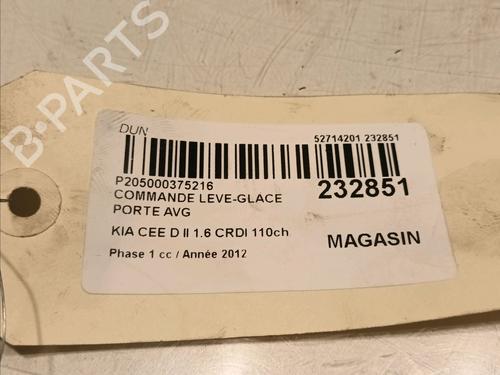 B-PARTS
DUN
52714201 232851
P205000375216
COMMANDE LEVE-GLACE
PORTE AVG
232851
KIA CEE D II 1.6 CRDI 110ch
MAGASIN
Phase 1 cc / Année 2012